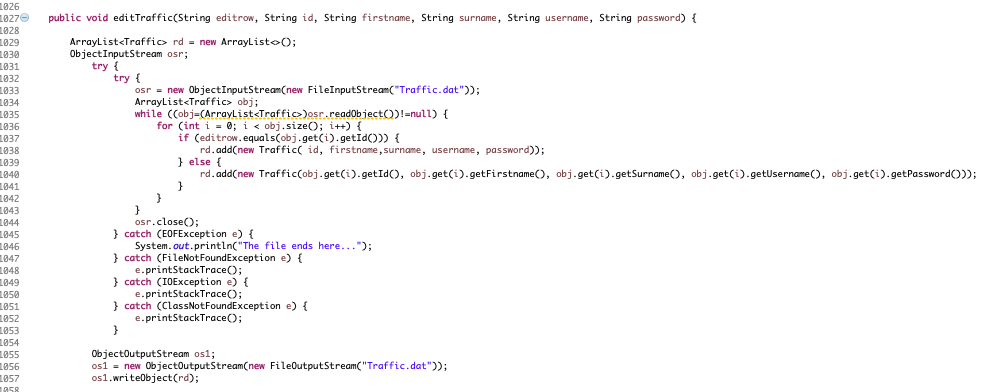 1026
1027 public void editTraffic(String editrow, String id, String firstname, String surname, String username, String password) {
1028
1029 ArrayList<Traffic> rd = new ArrayList<>();
1030 ObjectInputStream osr;
1031 try {
1032 try {
1033 osr = new ObjectInputStream(new FileInputStream("Traffic.dat"));
1034 ArrayList<Traffic> obj;
1035 while ((obj=(ArrayList<Traffic>)osr.readObject())!=null) {
1036 for (int i = 0; i < obj.size(); i++) {
1037 if (editrow.equals(obj.get(i).getId())) {
1038 rd.add(new Traffic( id, firstname,surname, username, password));
1039 } else {
1040 rd.add(new Traffic(obj.get(i).getId(), obj.get(i).getFirstname(), obj.get(i).getSurname(), obj.get(i).getUsername(), obj.get(i).getPassword()));
1041 }
1042 }
1043 }
1044 osr.close();
1045 } catch (EOFException e) {
1046 System.out.println("The file ends here...");
1047 } catch (FileNotFoundException e) {
1048 e.printStackTrace();
1049 } catch (IOException e) {
1050 e.printStackTrace();
1051 } catch (ClassNotFoundException e) {
1052 e.printStackTrace();
1053 }
1054
1055 ObjectOutputStream os1;
1056 os1 = new ObjectOutputStream(new FileOutputStream("Traffic.dat"));
1057 os1.writeObject(rd);
1058